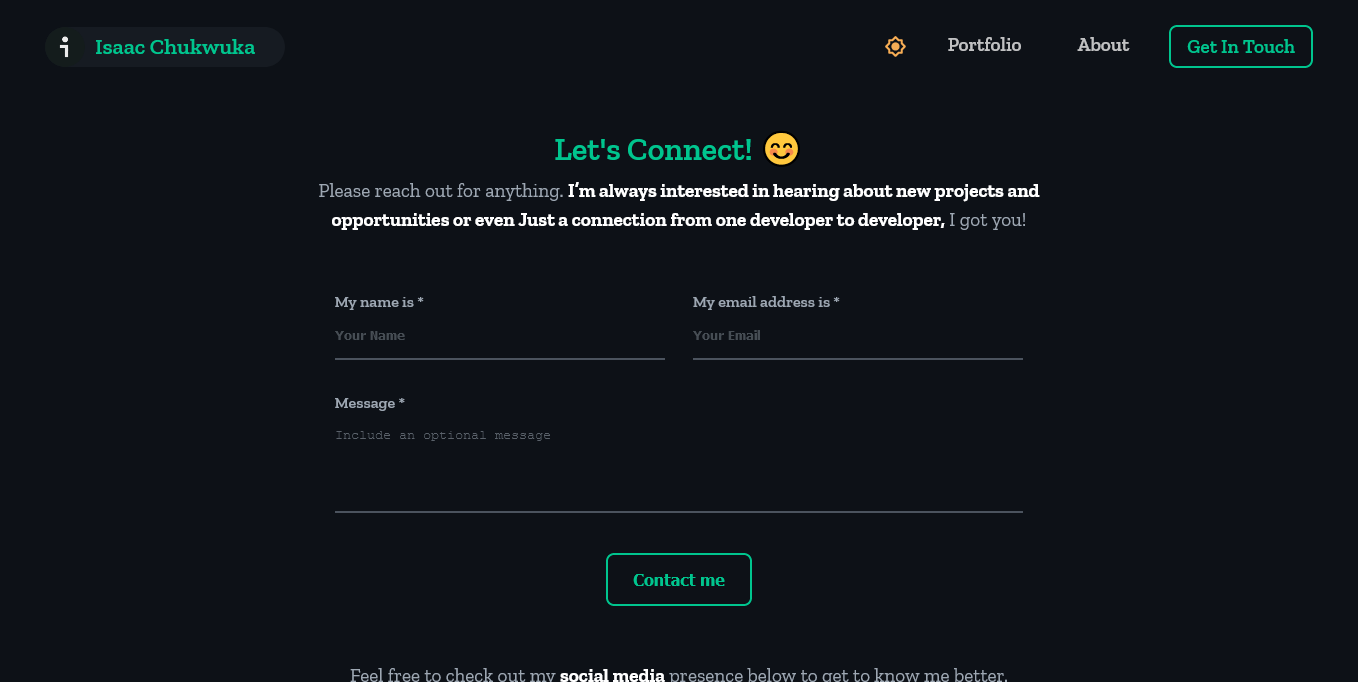 Isaac Chukwuka
Portfolio
About
Get In Touch
Let's Connect! 😊
Please reach out for anything. I’m always interested in hearing about new projects and
opportunities or even Just a connection from one developer to developer, I got you!
My name is *
My email address is *
Your Name
Your Email
Message *
Include an optional message
Contact me
Feel free to check out my social media presence below to get to know me better.